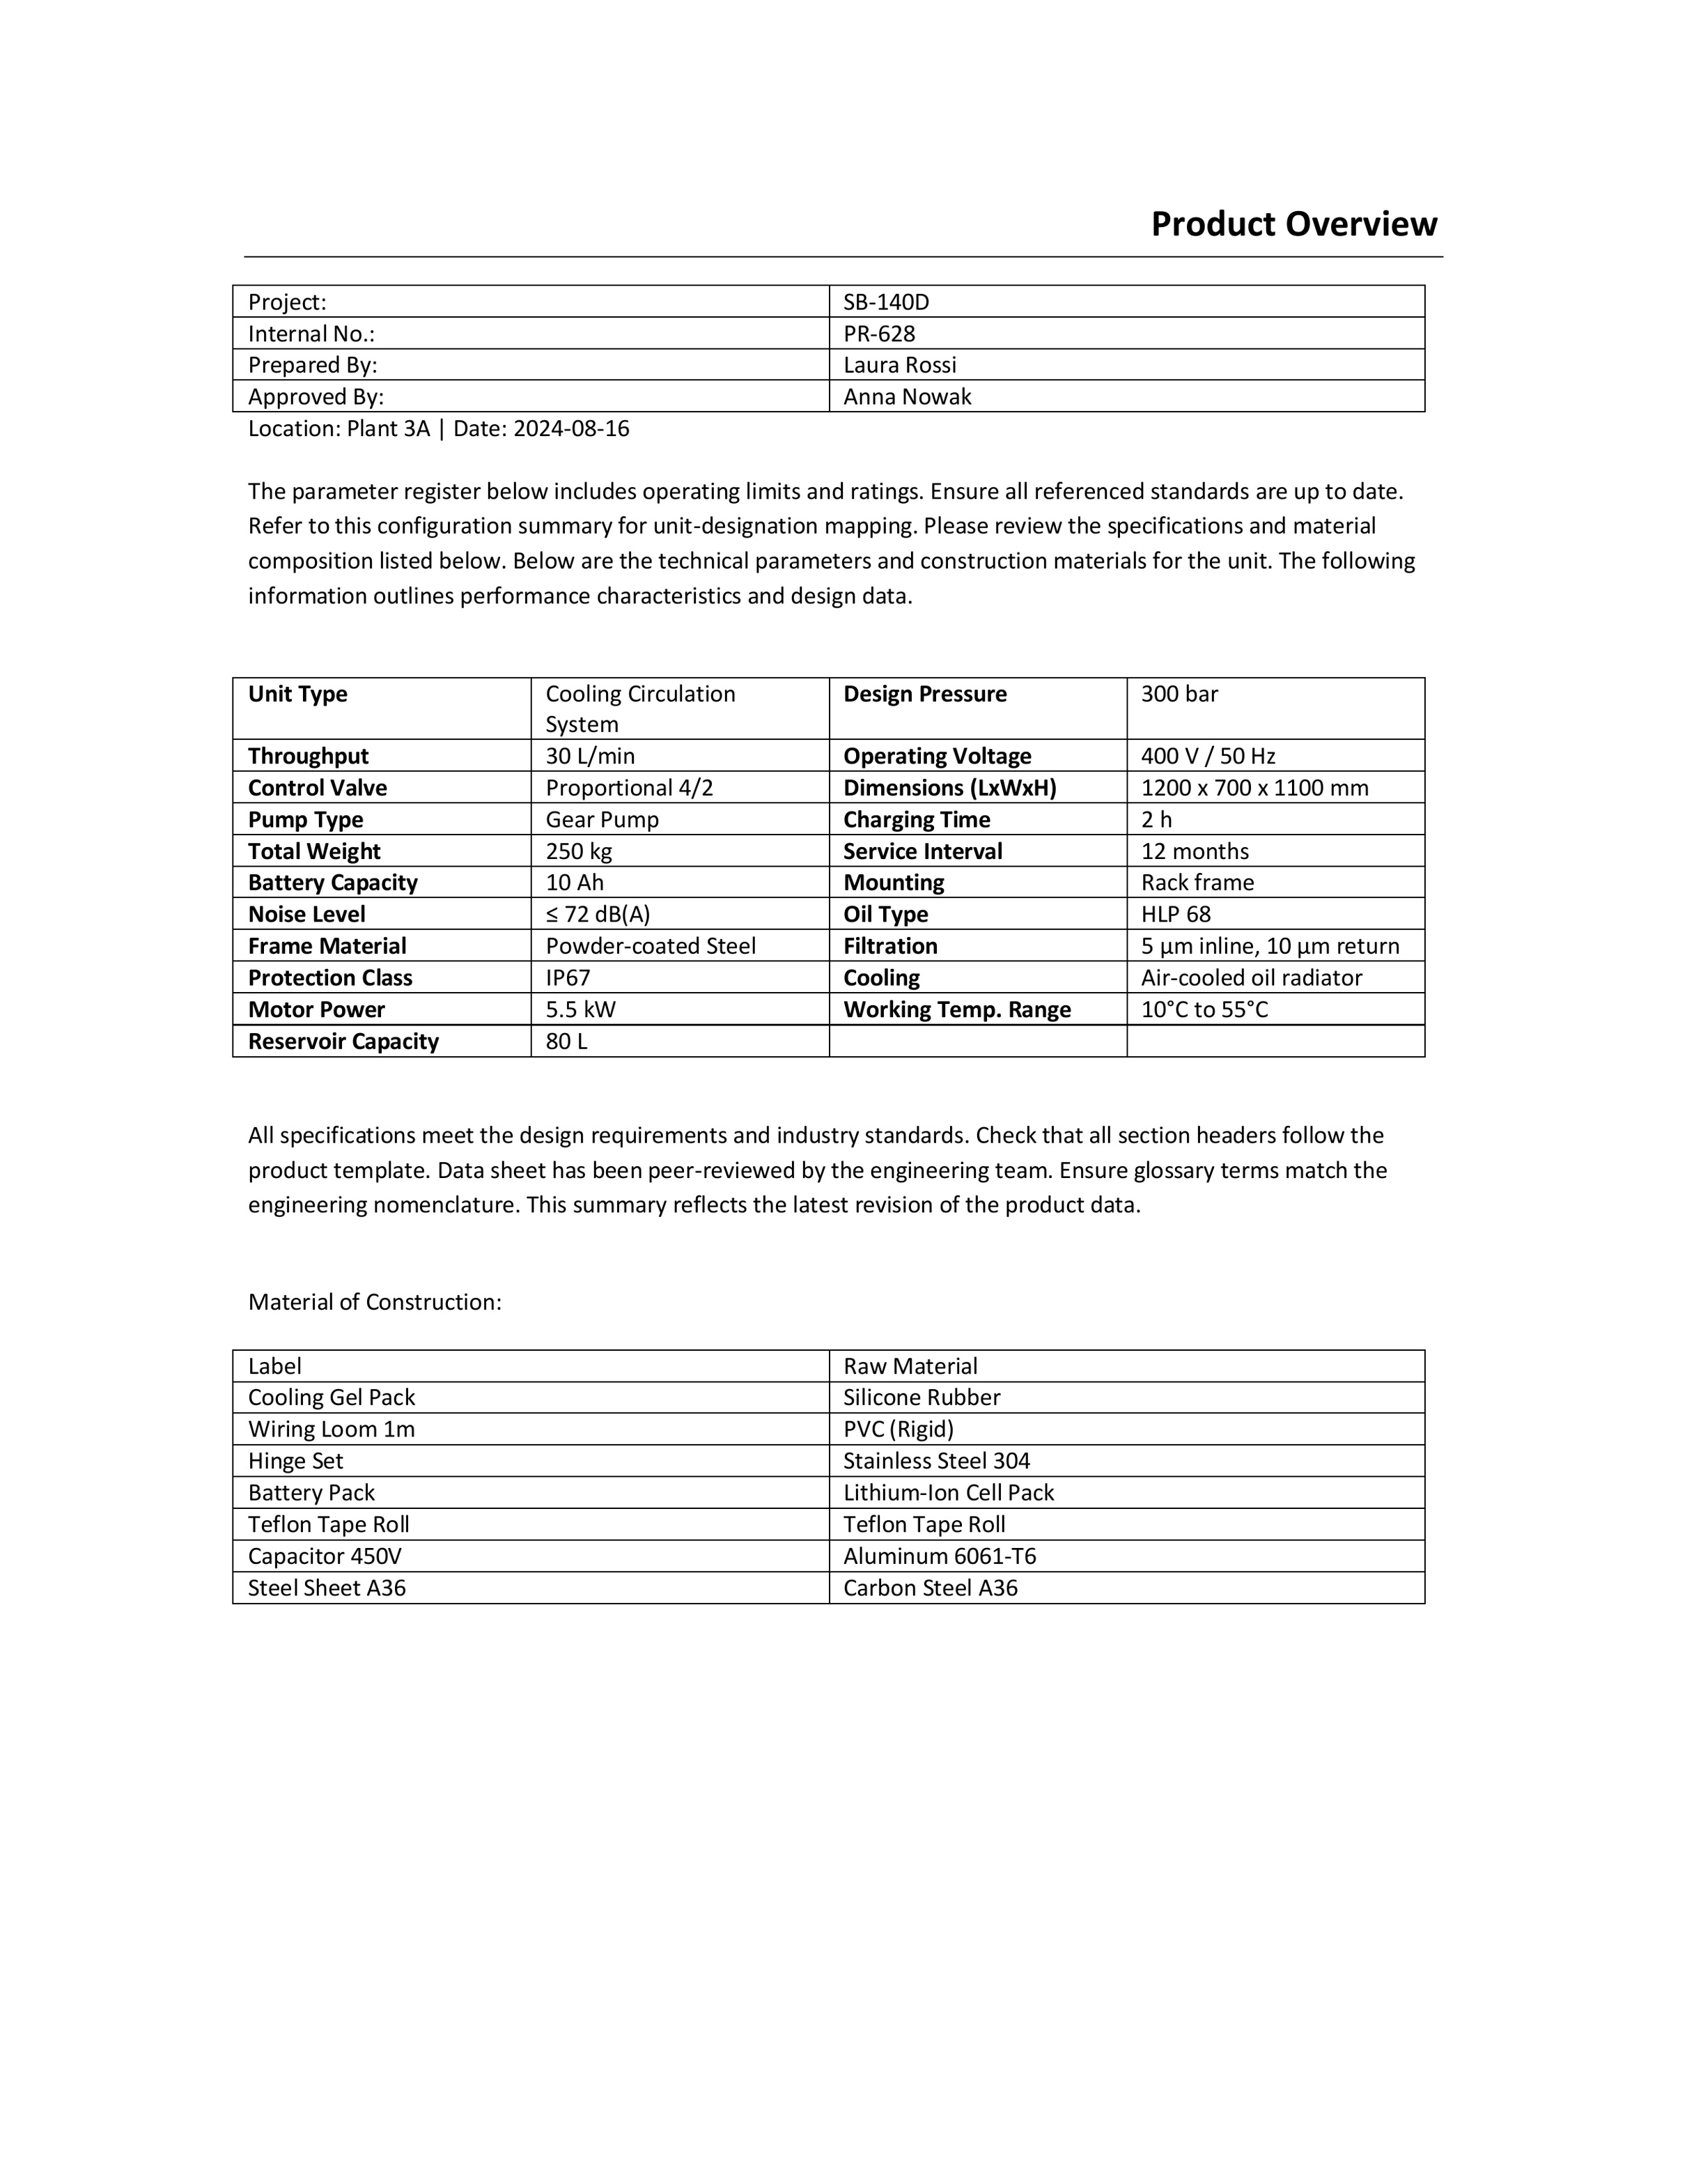 Product Overview
Project: SB-140D
Internal No.: PR-628
Prepared By: Laura Rossi
Approved By: Anna Nowak
Location: Plant 3A | Date: 2024-08-16
The parameter register below includes operating limits and ratings. Ensure all referenced standards are up to date.
Refer to this configuration summary for unit-designation mapping. Please review the specifications and material
composition listed below. Below are the technical parameters and construction materials for the unit. The following
information outlines performance characteristics and design data.
Unit Type Cooling Circulation Design Pressure 300 bar
System
Throughput 30 L/min Operating Voltage 400 V / 50 Hz
Control Valve Proportional 4/2 Dimensions (LxWxH) 1200 x 700 x 1100 mm
Pump Type Gear Pump Charging Time 2 h
Total Weight 250 kg Service Interval 12 months
Battery Capacity 10 Ah Mounting Rack frame
Noise Level ≤ 72 dB(A) Oil Type HLP 68
Frame Material Powder-coated Steel Filtration 5 µm inline, 10 µm return
Protection Class IP67 Cooling Air-cooled oil radiator
Motor Power 5.5 kW Working Temp. Range 10°C to 55°C
Reservoir Capacity 80 L
All specifications meet the design requirements and industry standards. Check that all section headers follow the
product template. Data sheet has been peer-reviewed by the engineering team. Ensure glossary terms match the
engineering nomenclature. This summary reflects the latest revision of the product data.
Material of Construction:
Label Raw Material
Cooling Gel Pack Silicone Rubber
Wiring Loom 1m PVC (Rigid)
Hinge Set Stainless Steel 304
Battery Pack Lithium-Ion Cell Pack
Teflon Tape Roll Teflon Tape Roll
Capacitor 450V Aluminum 6061-T6
Steel Sheet A36 Carbon Steel A36